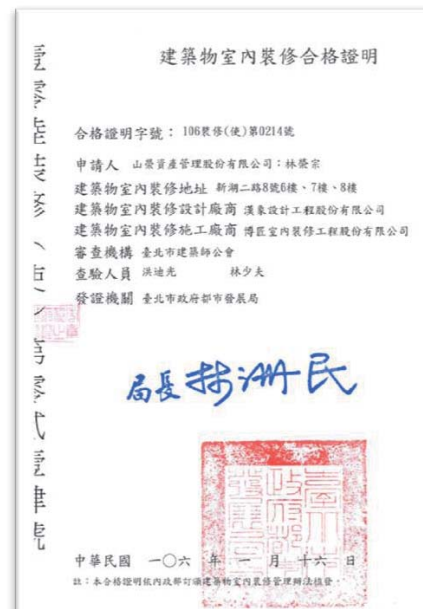 建築物室內裝修合格證明
合格證明字號：106裝修(使)第0214號
申請人 山榮資產管理股份有限公司：林榮宗
建築物室內裝修地址 新湖二路8號6樓、7樓、8樓
建築物室內裝修設計廠商 漢象設計工程股份有限公司
建築物室內裝修施工廠商 博匠室內裝修工程股份有限公司
審查機構 臺北市建築師公會
查驗人員 洪迪光 林少夫
發證機關 臺北市政府都市發展局
局長 林洲民
中華民國 一〇六 年 一 月 十六 日
註：本合格證明依內政部訂頒建築物室內裝修管理辦法核發。